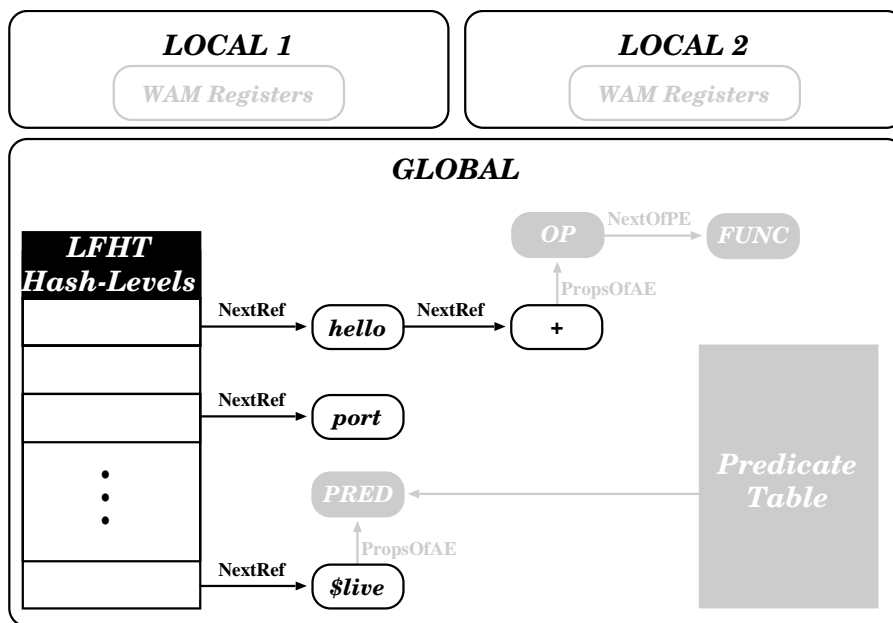 LOCAL 1
WAM Registers
LOCAL 2
WAM Registers
GLOBAL
LFHT
Hash-Levels
OP
NextOfPE
FUNC
PropsOfAE
NextRef
hello
NextRef
+
NextRef
port
Predicate
Table
PRED
PropsOfAE
NextRef
$live